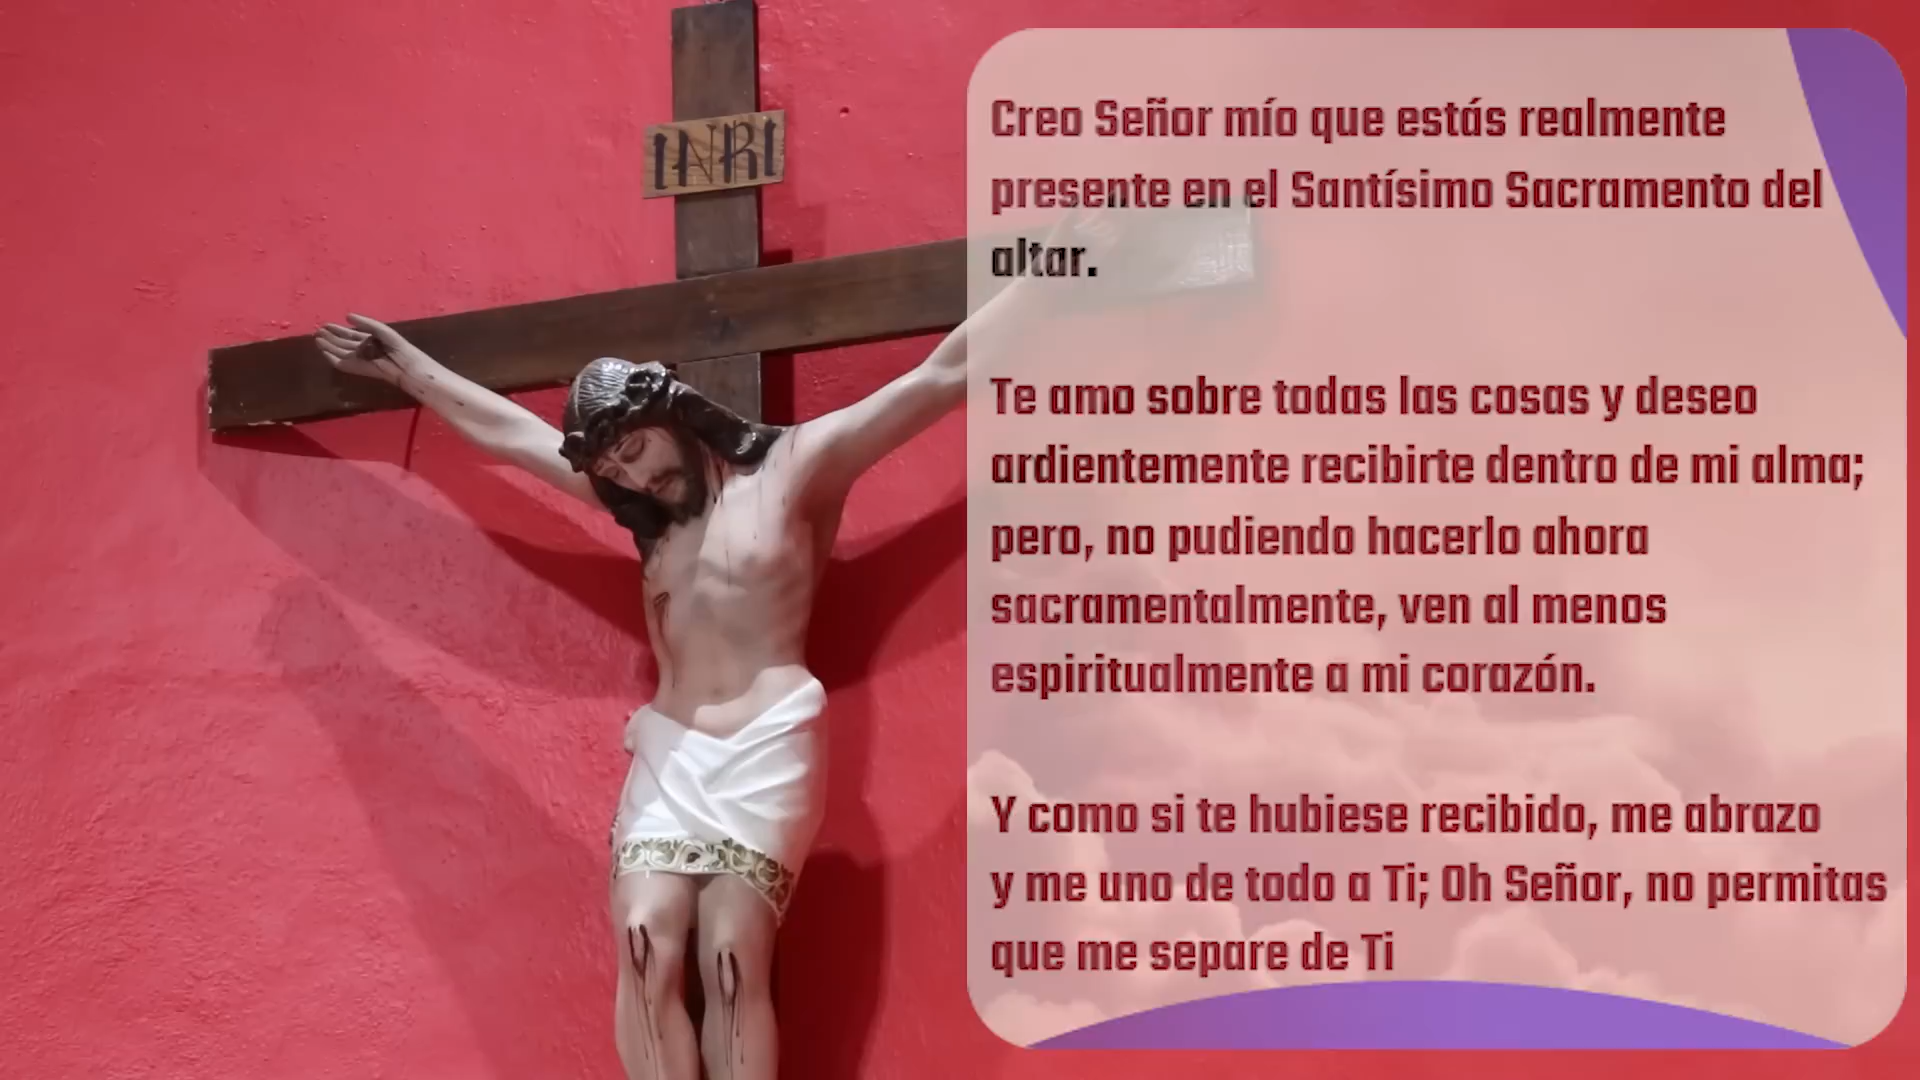 INRI
Creo Señor mío que estás realmente
presente en el Santísimo Sacramento del
altar.
Te amo sobre todas las cosas y deseo
ardientemente recibirte dentro de mi alma;
pero, no pudiendo hacerlo ahora
sacramentalmente, ven al menos
espiritualmente a mi corazón.
Y como si te hubiese recibido, me abrazo
y me uno de todo a Ti; Oh Señor, no permitas
que me separe de Ti